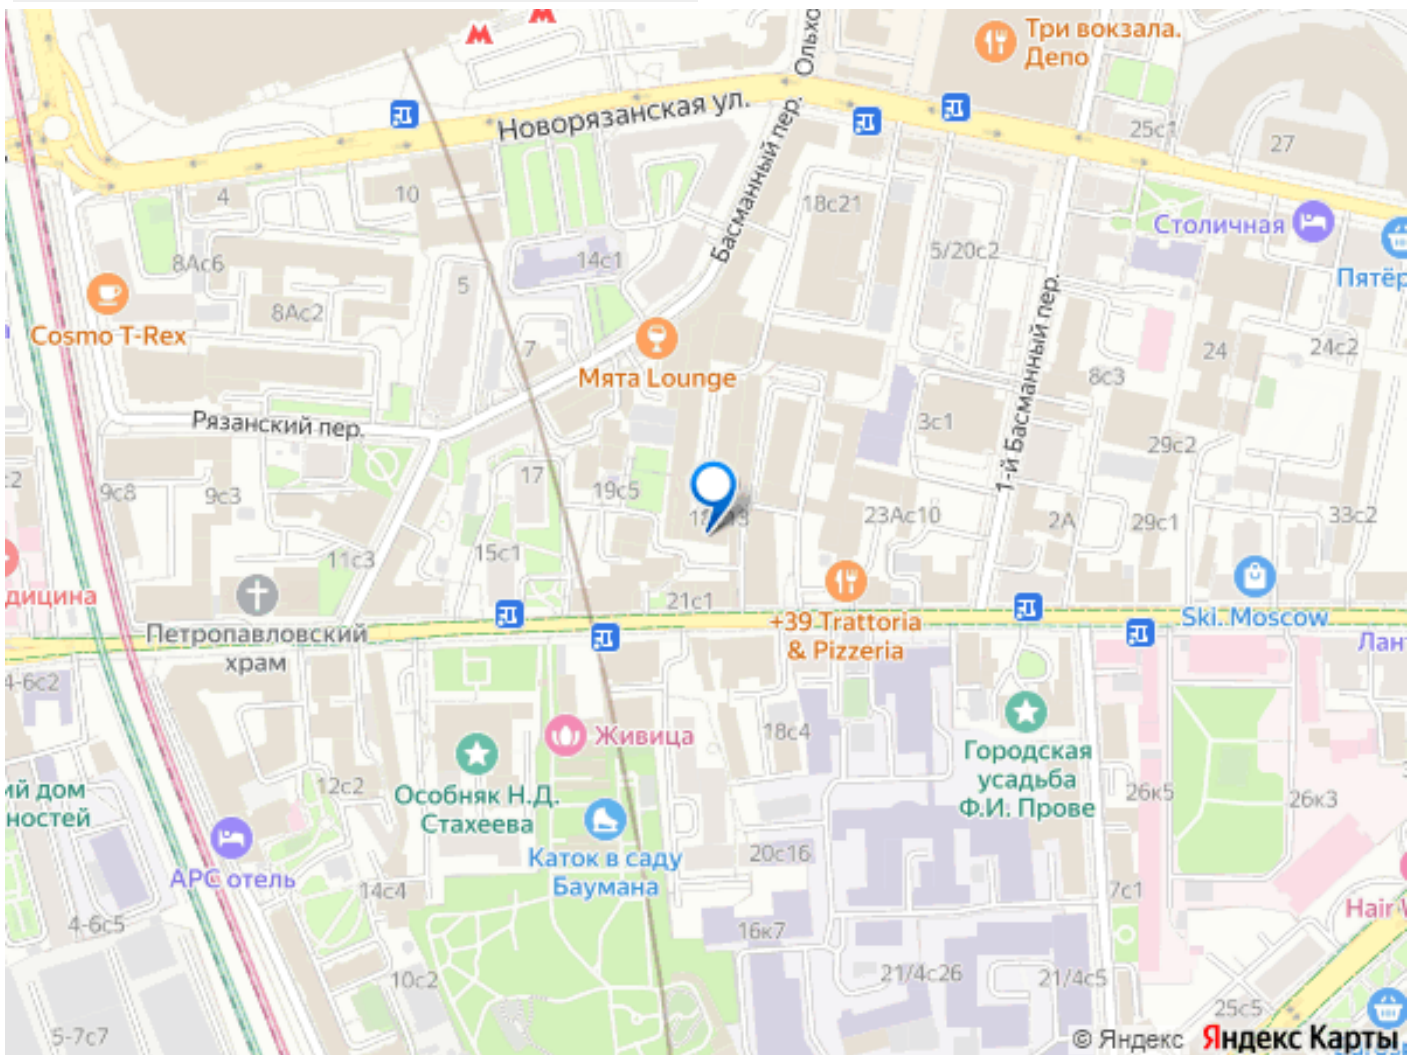 Три вокзала.
Депо
Ольхо
Новорязанская ул.
25с1
27
Басманный пер.
4
10
18с21
Столичная
5/20с2
8Ас6
14с1
5
Пятёр
8Ас2
Cosmo T-Rex
7
24
24с2
Мята Lounge
8с3
1-й Басманный пер.
Рязанский пер.
3с1
29с2
с2
9с8
9с3
17
19с5
23Ас10
2А
29с1
33с2
15с1
11с3
дицина
21с1
Ski. Moscow
Петропавловский
храм
+39 Trattoria
& Pizzeria
Лан
4-6с2
18с4
Живица
Городская
усадьба
Ф.И. Прове
ий дом
ностей
12с2
Особняк Н.Д.
Стахеева
26к5
26к3
Каток в саду
Баумана
20с16
АРС отель
14с4
7с1
Hair
4-6с5
16к7
10с2
21/4с26
21/4с5
25с5
5-7с7
© Яндекс Яндекс Карты